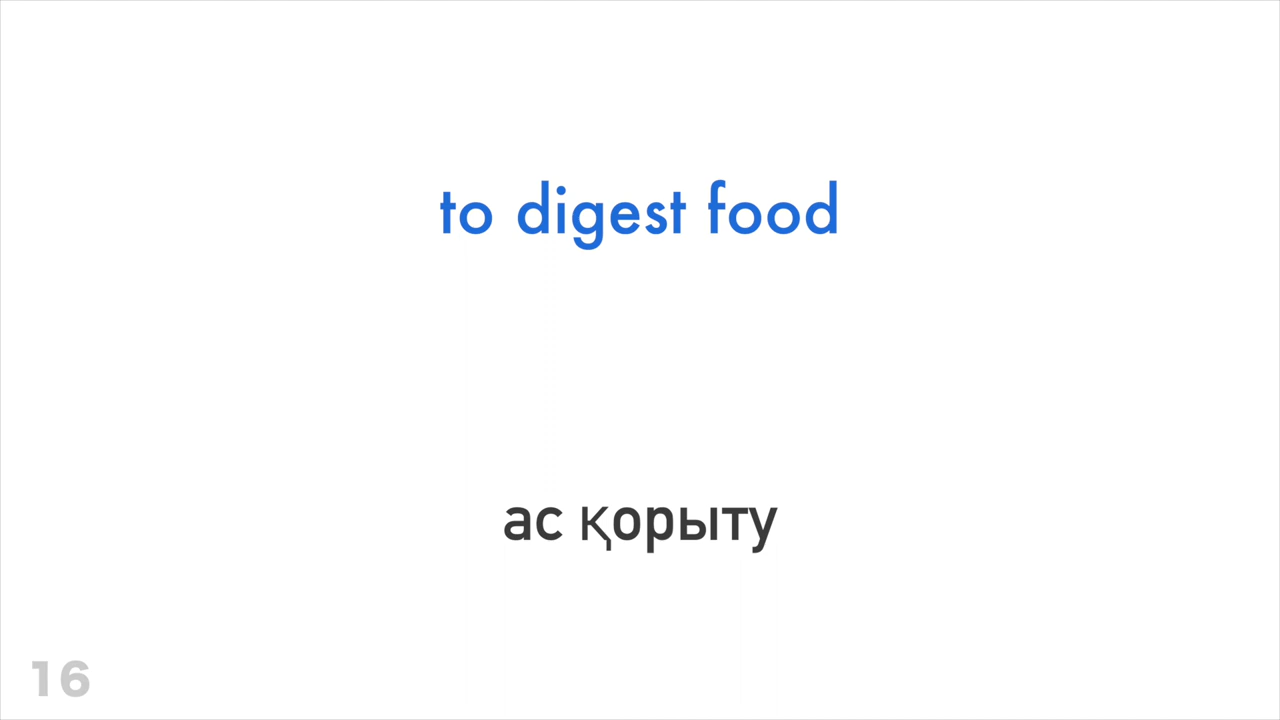 to digest food
ас қорыту
16